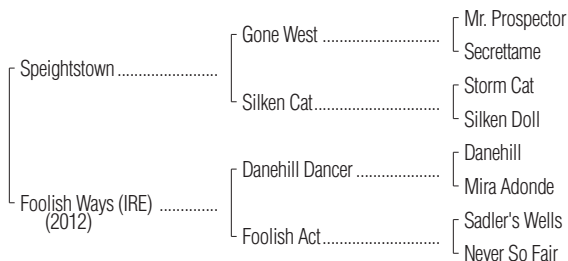 Mr. Prospector
Gone West ............................
Secrettame
Speightstown ........................
Storm Cat
Silken Cat..............................
Silken Doll
Danehill
Danehill Dancer ....................
Mira Adonde
Foolish Ways (IRE) ..............
(2012)
Sadler's Wells
Foolish Act.............................
Never So Fair